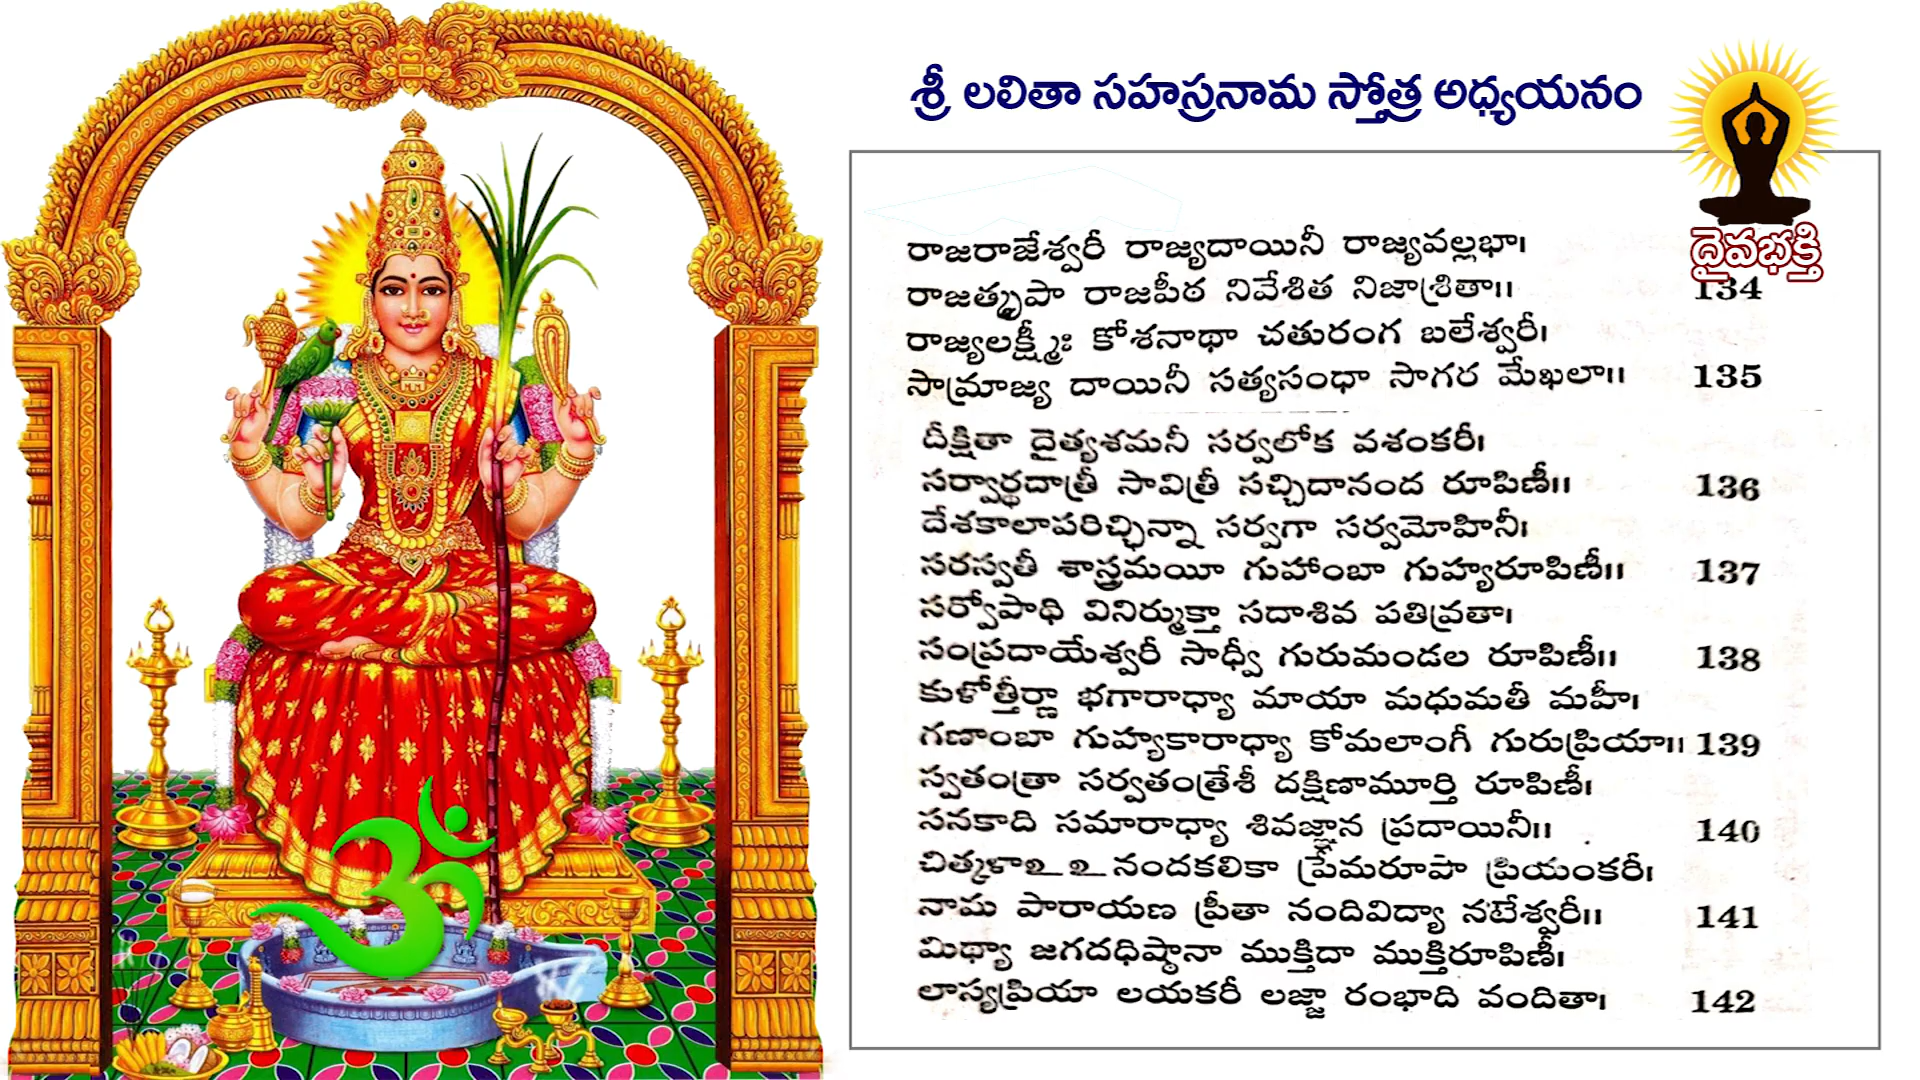 శ్రీ లలితా సహస్రనామ స్తోత్ర అధ్యయనం
దైవభక్తి
రాజరాజేశ్వరీ రాజ్యదాయినీ రాజ్యవల్లభా।
రాజత్కృపా రాజపీఠ నివేశిత నిజాశ్రితా।। 134
రాజ్యలక్ష్మీః కోశనాథా చతురంగ బలేశ్వరీ।
సామ్రాజ్య దాయినీ సత్యసంధా సాగర మేఖలా।। 135
దీక్షితా దైత్యశమనీ సర్వలోక వశంకరీ।
సర్వార్థదాత్రీ సావిత్రీ సచ్చిదానంద రూపిణీ।। 136
దేశకాలాపరిచ్ఛిన్నా సర్వగా సర్వమోహినీ।
సరస్వతీ శాస్త్రమయీ గుహాంబా గుహ్యరూపిణీ।। 137
సర్వోపాధి వినిర్ముక్తా సదాశివ పతివ్రతా।
సంప్రదాయేశ్వరీ సాధ్వీ గురుమండల రూపిణీ।। 138
కుళోత్తీర్ణా భగారాధ్యా మాయా మధుమతీ మహీ।
గణాంబా గుహ్యకారాధ్యా కోమలాంగీ గురుప్రియా।। 139
స్వతంత్రా సర్వతంత్రేశీ దక్షిణామూర్తి రూపిణీ।
సనకాది సమారాధ్యా శివజ్ఞాన ప్రదాయినీ।। 140
చిత్కళాఽఽనందకలికా ప్రేమరూపా ప్రియంకరీ।
నామ పారాయణ ప్రీతా నందివిద్యా నటేశ్వరీ।। 141
మిథ్యా జగదధిష్ఠానా ముక్తిదా ముక్తిరూపిణీ।
లాస్యప్రియా లయకరీ లజ్జా రంభాది వందితా। 142